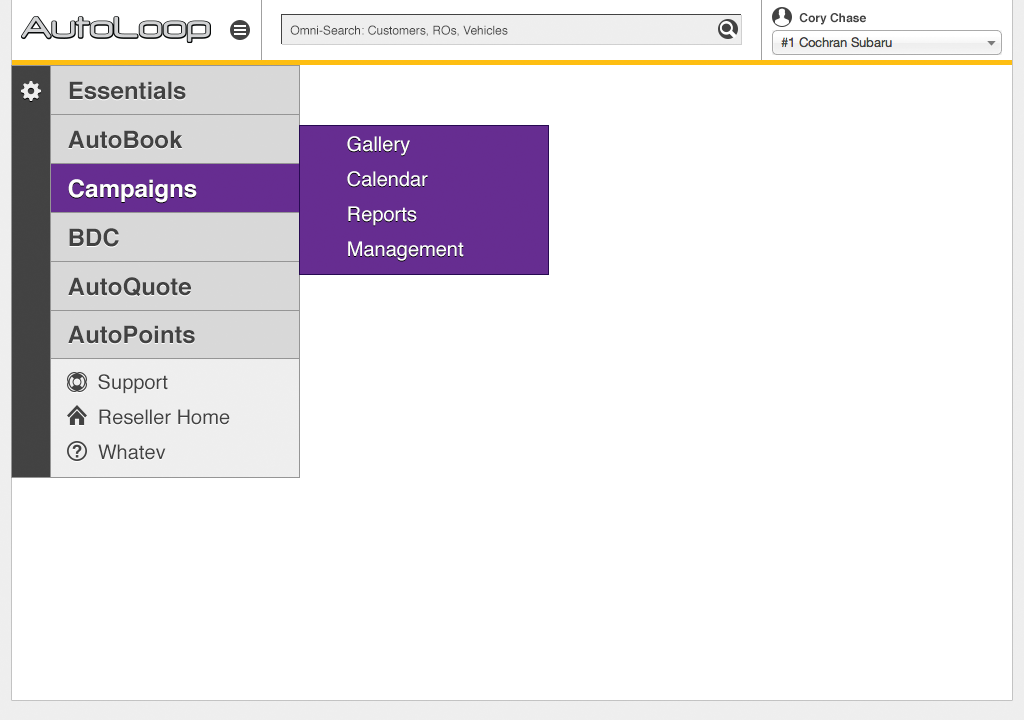 AutoLoop
Omni-Search: Customers, ROs, Vehicles
Cory Chase
#1 Cochran Subaru
Essentials
AutoBook
Campaigns
BDC
AutoQuote
AutoPoints
Support
Reseller Home
Whatev
Gallery
Calendar
Reports
Management